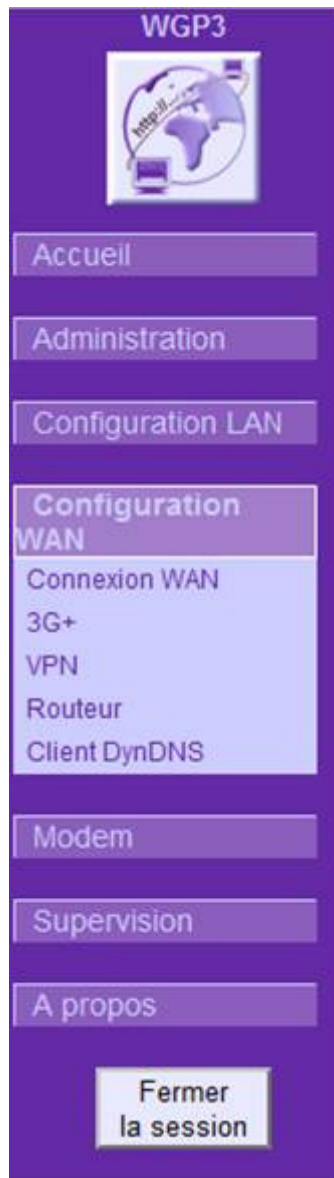 WGP3
http://
Accueil
Administration
Configuration LAN
Configuration
WAN
Connexion WAN
3G+
VPN
Routeur
Client DynDNS
Modem
Supervision
A propos
Fermer
la session